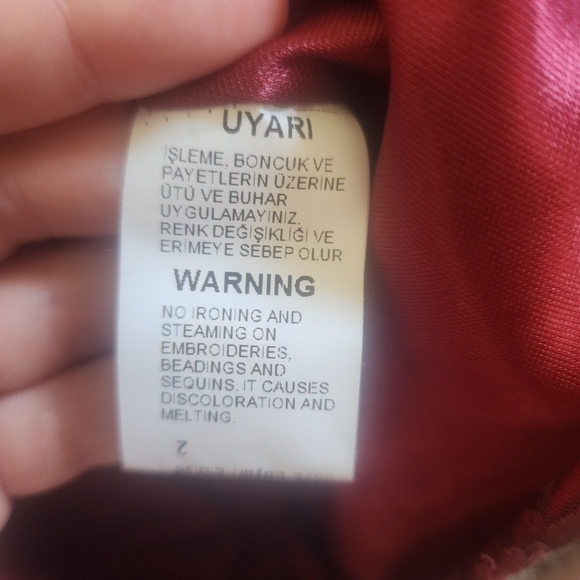 UYARI
İŞLEME, BONCUK VE
PAYETLERİN ÜZERİNE
ÜTÜ VE BUHAR
UYGULAMAYINIZ.
RENK DEĞİŞİKLİĞİ VE
ERİMEYE SEBEP OLUR
WARNING
NO IRONING AND
STEAMING ON
EMBROIDERIES,
BEADINGS AND
SEQUINS. IT CAUSES
DISCOLORATION AND
MELTING.
2